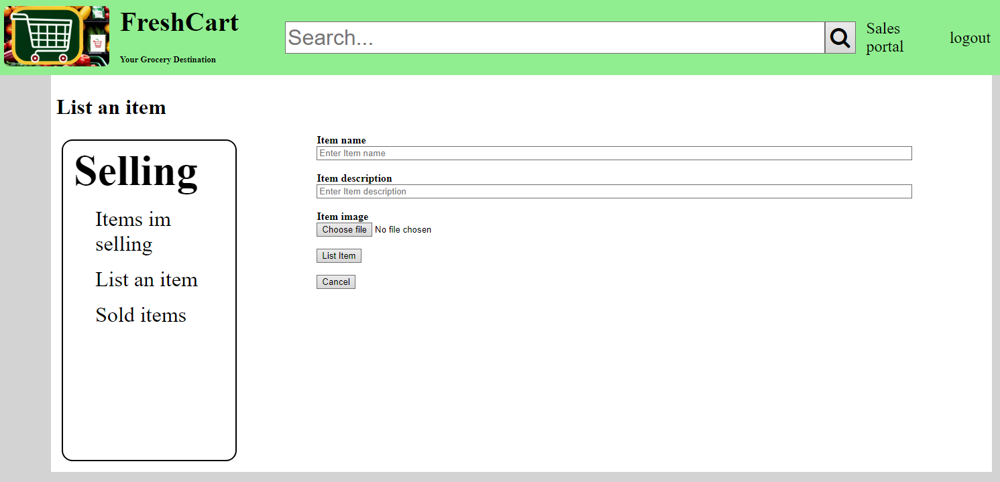 FreshCart
Your Grocery Destination
Search...
Sales
portal
logout
List an item
Selling
Items im
selling
List an item
Sold items
Item name
Enter Item name
Item description
Enter Item description
Item image
Choose file No file chosen
List Item
Cancel